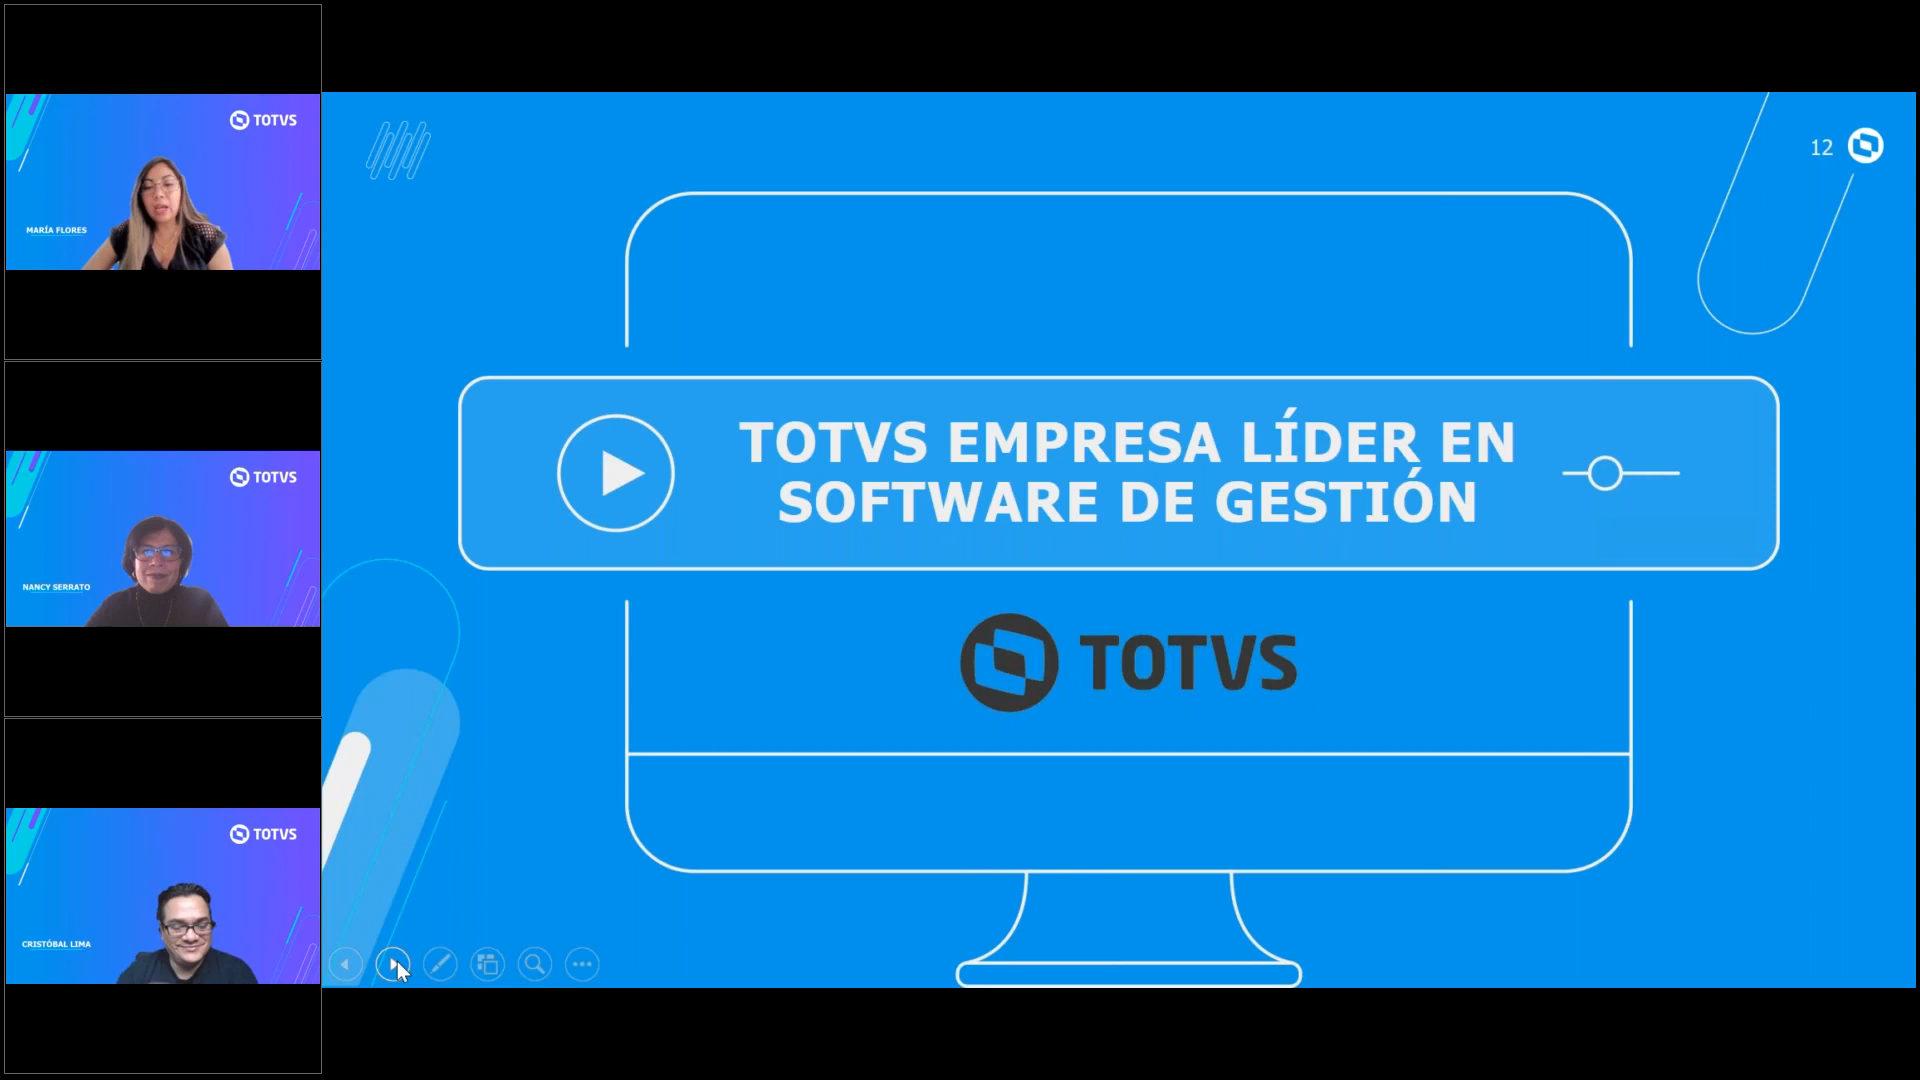 TOTVS
MARÍA FLORES
TOTVS
NANCY SERRATO
TOTVS
CRISTÓBAL LIMA
12
TOTVS EMPRESA LÍDER EN
SOFTWARE DE GESTIÓN
TOTVS